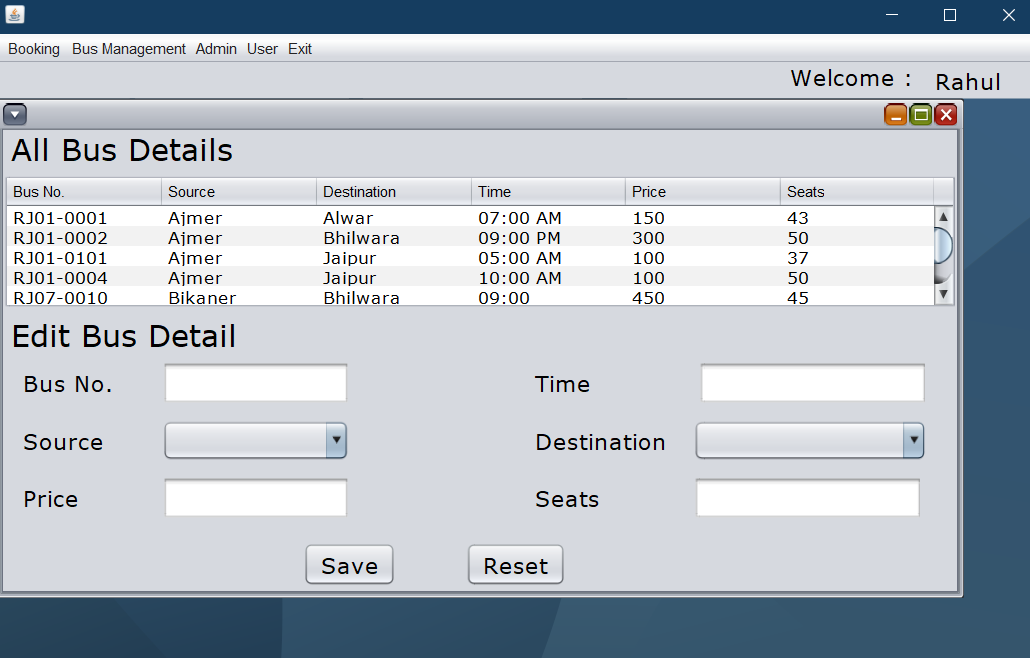 Booking Bus Management Admin User Exit
Welcome : Rahul
All Bus Details
Bus No. Source Destination Time Price Seats
RJ01-0001 Ajmer Alwar 07:00 AM 150 43
RJ01-0002 Ajmer Bhilwara 09:00 PM 300 50
RJ01-0101 Ajmer Jaipur 05:00 AM 100 37
RJ01-0004 Ajmer Jaipur 10:00 AM 100 50
RJ07-0010 Bikaner Bhilwara 09:00 450 45
Edit Bus Detail
Bus No. Time
Source Destination
Price Seats
Save Reset